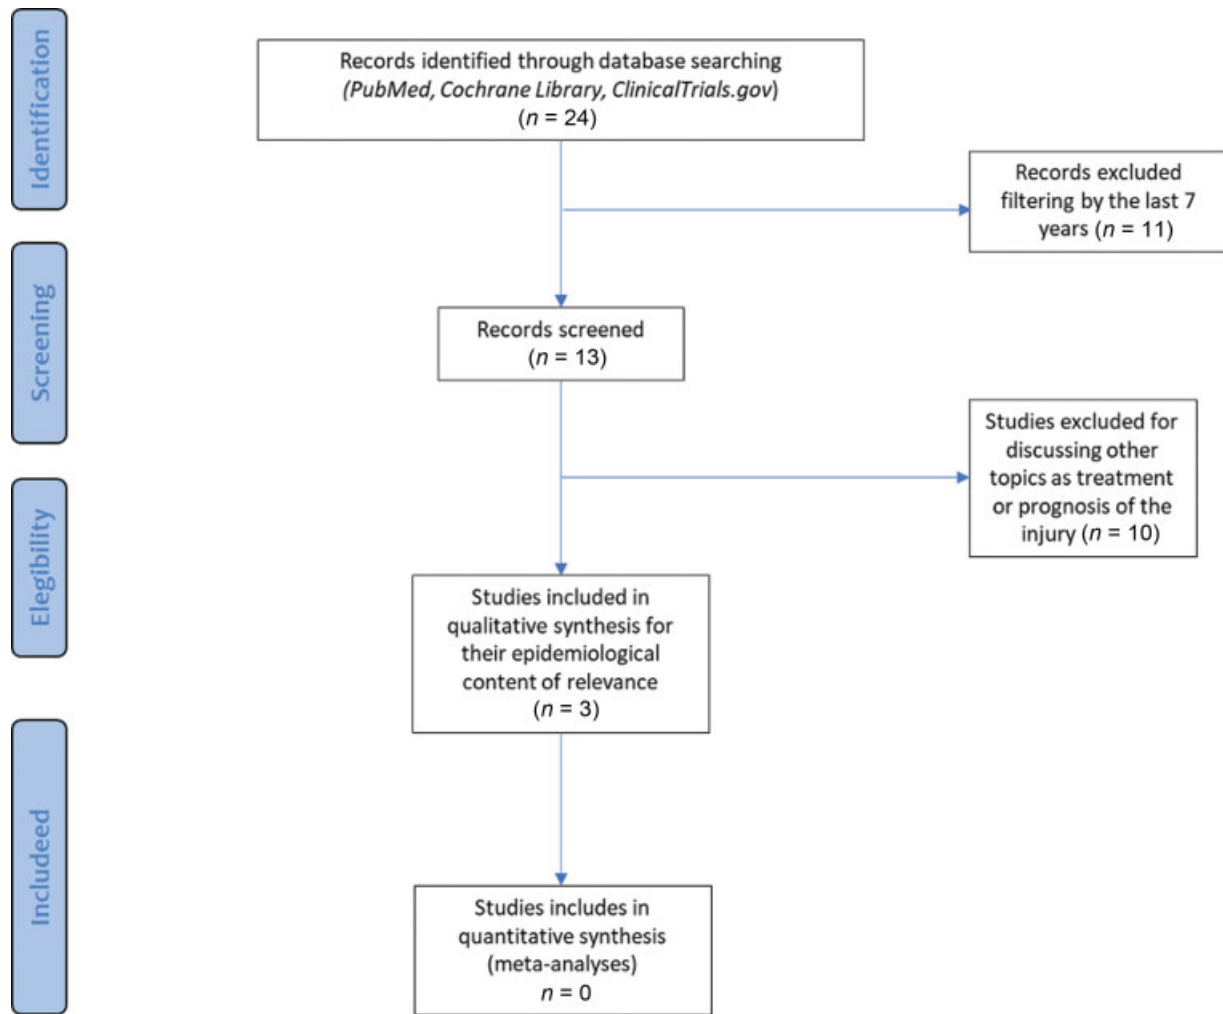 Identification
Records identified through database searching
(PubMed, Cochrane Library, ClinicalTrials.gov)
(n = 24)
Records excluded
filtering by the last 7
years (n = 11)
Screening
Records screened
(n = 13)
Studies excluded for
discussing other
topics as treatment
or prognosis of the
injury (n = 10)
Elegibility
Studies included in
qualitative synthesis for
their epidemiological
content of relevance
(n = 3)
Includeed
Studies includes in
quantitative synthesis
(meta-analyses)
n = 0